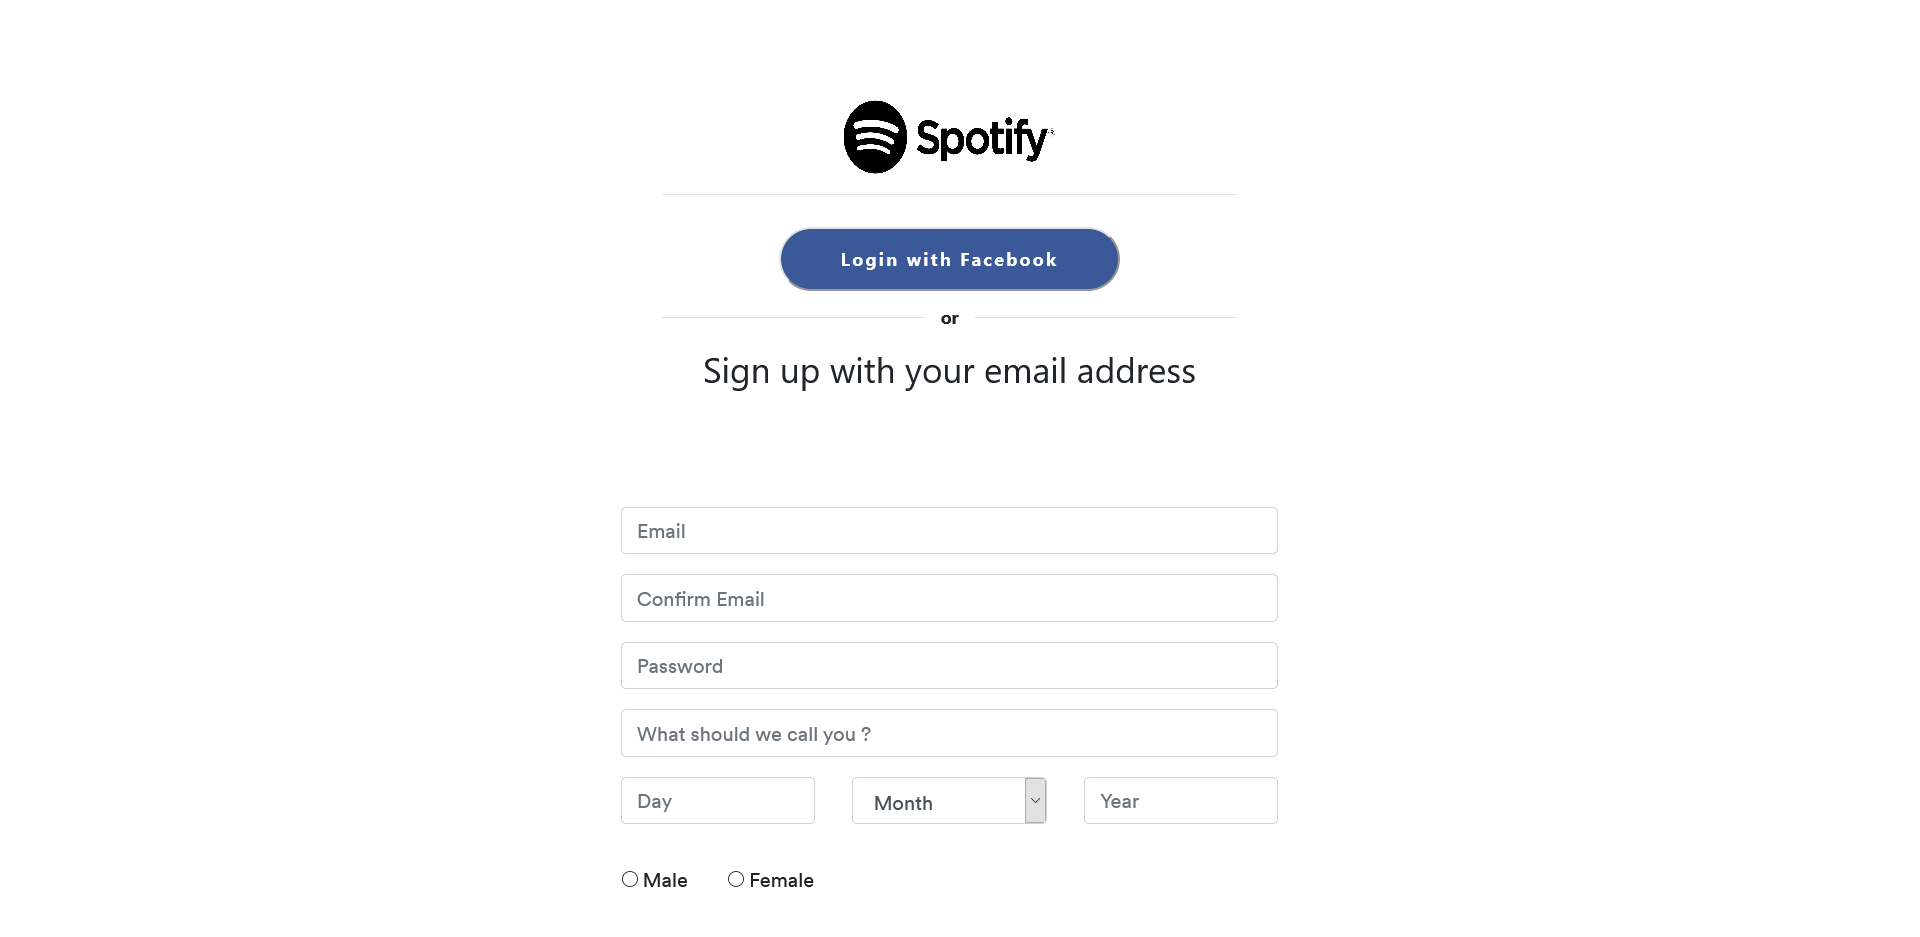 Spotify
Login with Facebook
or
Sign up with your email address
Email
Confirm Email
Password
What should we call you ?
Day Month Year
Male Female